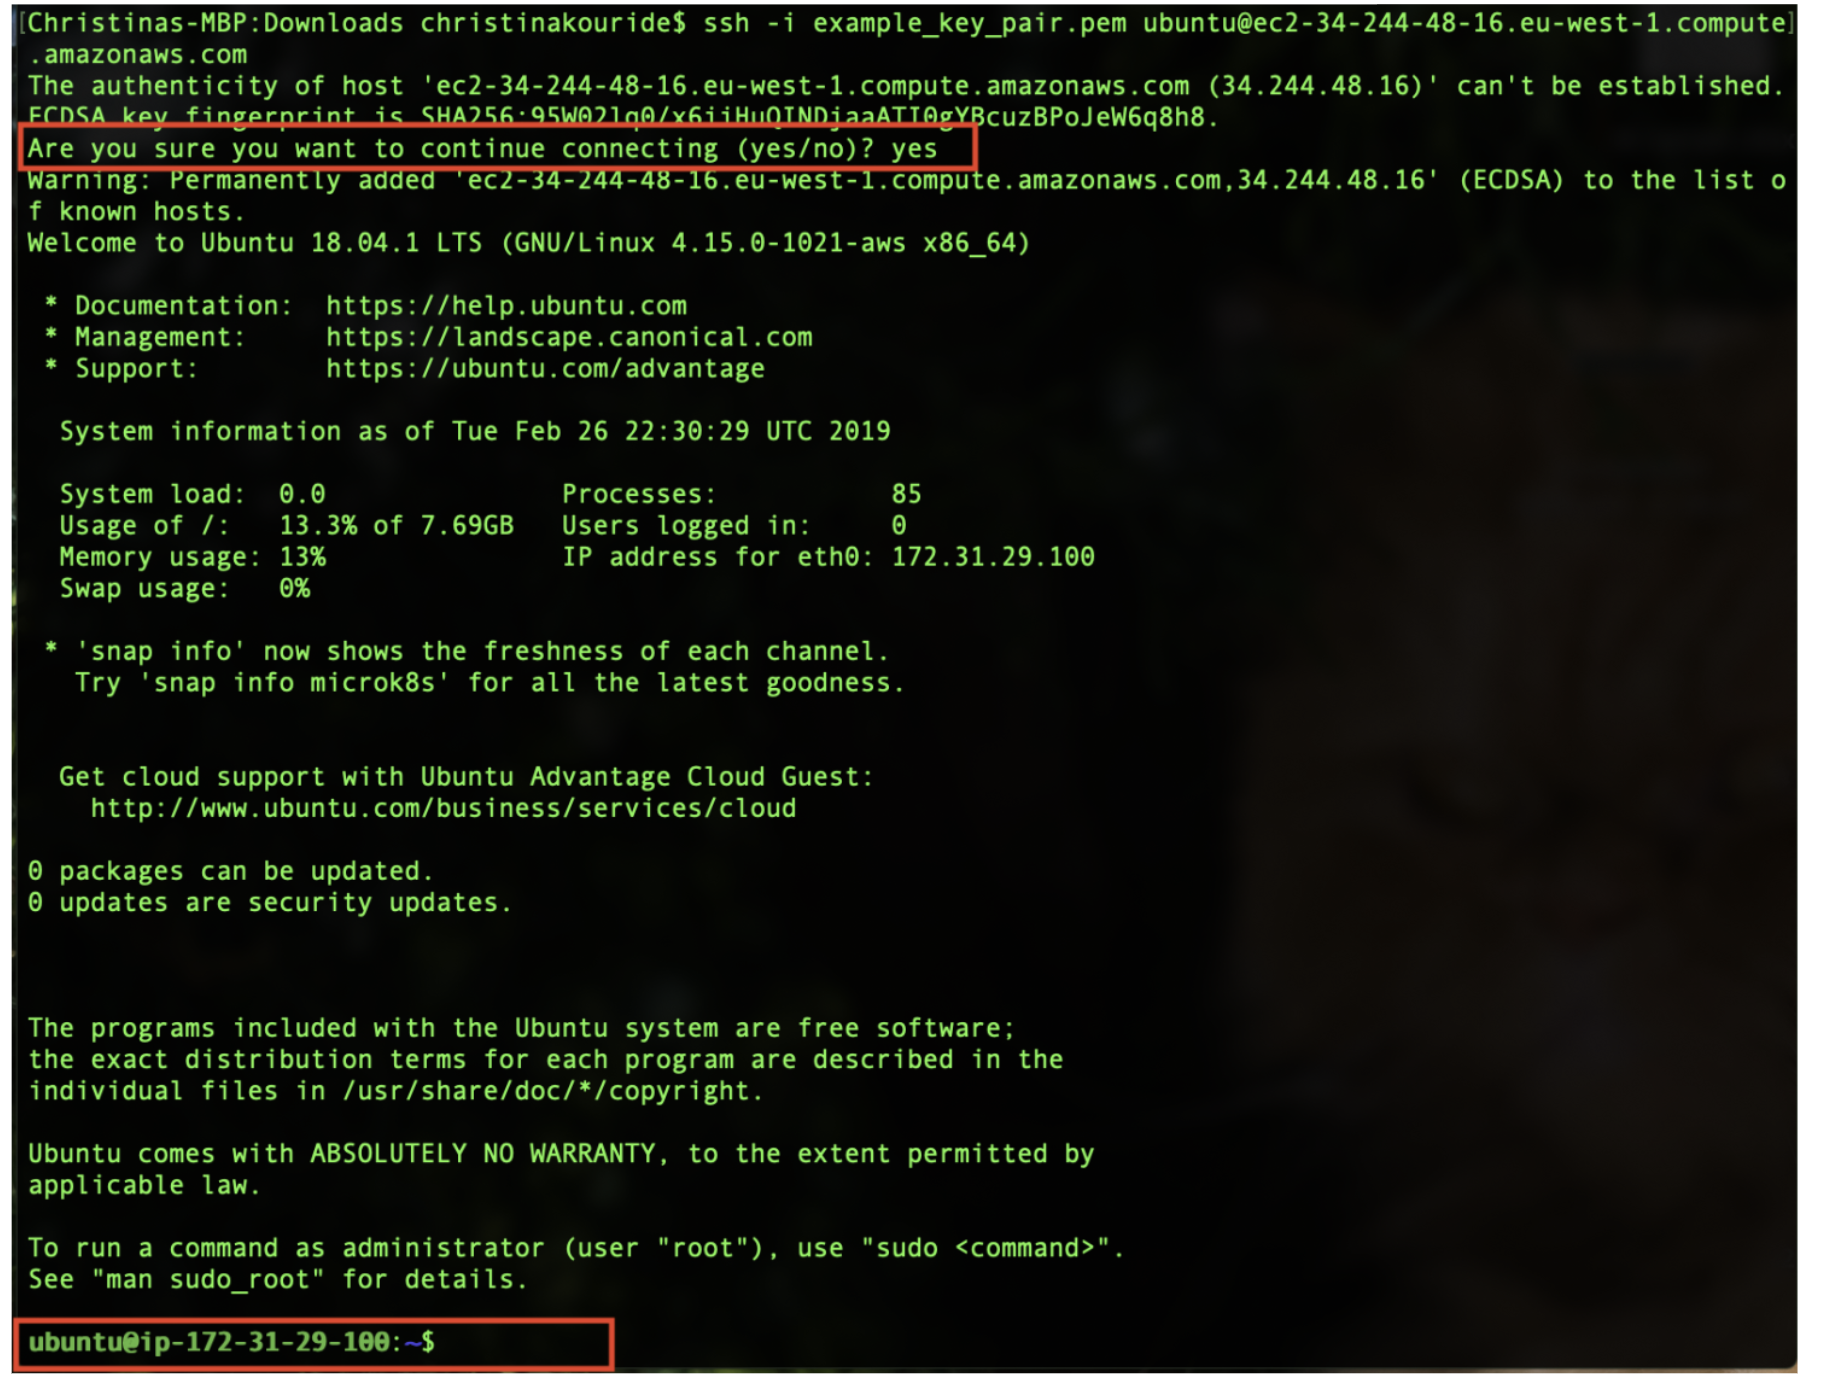 [Christinas-MBP:Downloads christinakouride$ ssh -i example_key_pair.pem ubuntu@ec2-34-244-48-16.eu-west-1.compute]
.amazonaws.com
The authenticity of host 'ec2-34-244-48-16.eu-west-1.compute.amazonaws.com (34.244.48.16)' can't be established.
ECDSA key fingerprint is
Are you sure you want to continue connecting (yes/no)? yes
Warning: Permanently added 'ec2-34-244-48-16.eu-west-1.compute.amazonaws.com,34.244.48.16' (ECDSA) to the list o
f known hosts.
Welcome to Ubuntu 18.04.1 LTS (GNU/Linux 4.15.0-1021-aws x86_64)
* Documentation:  https://help.ubuntu.com
* Management:     https://landscape.canonical.com
* Support:        https://ubuntu.com/advantage
System information as of Tue Feb 26 22:30:29 UTC 2019
System load:  0.0               Processes:           85
Usage of /:   13.3% of 7.69GB   Users logged in:     0
Memory usage: 13%               IP address for eth0: 172.31.29.100
Swap usage:   0%
* 'snap info' now shows the freshness of each channel.
Try 'snap info microk8s' for all the latest goodness.
Get cloud support with Ubuntu Advantage Cloud Guest:
http://www.ubuntu.com/business/services/cloud
0 packages can be updated.
0 updates are security updates.
The programs included with the Ubuntu system are free software;
the exact distribution terms for each program are described in the
individual files in /usr/share/doc/*/copyright.
Ubuntu comes with ABSOLUTELY NO WARRANTY, to the extent permitted by
applicable law.
To run a command as administrator (user "root"), use "sudo <command>".
See "man sudo_root" for details.
ubuntu@ip-172-31-29-100:~$